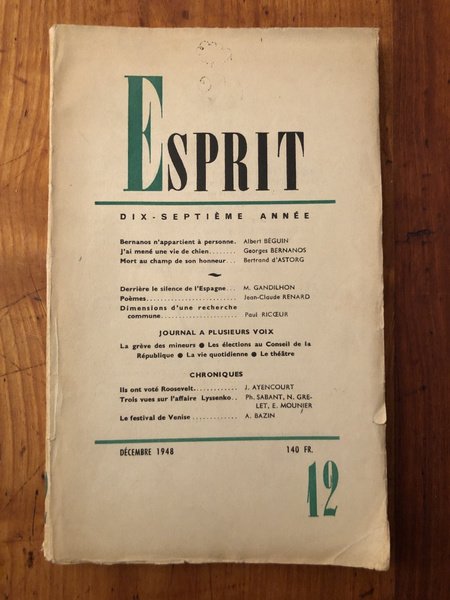 ESPRIT
DIX-SEPTIÈME ANNÉE
Bernanos n'appartient à personne. Albert BÉGUIN
J'ai mené une vie de chien........ Georges BERNANOS
Mort au champ de son honneur... Bertrand d'ASTORG
Derrière le silence de l'Espagne... M. GANDILHON
Poèmes....................... Jean-Claude RENARD
Dimensions d'une recherche
commune.................... Paul RICŒUR
JOURNAL A PLUSIEURS VOIX
La grève des mineurs ● Les élections au Conseil de la
République ● La vie quotidienne ● Le théâtre
CHRONIQUES
Ils ont voté Roosevelt............ J. AYENCOURT
Trois vues sur l'affaire Lyssenko.. Ph. SABANT, N. GRE-
LET, E. MOUNIER
Le festival de Venise............. A. BAZIN
DÉCEMBRE 1948 140 FR.
12